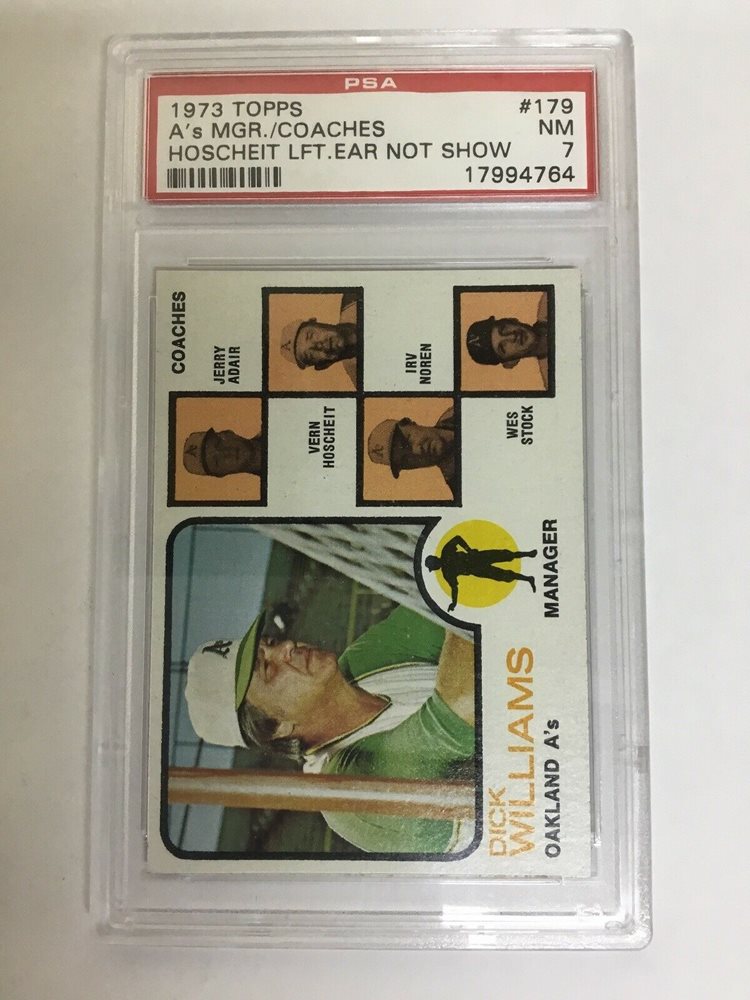 PSA
1973 TOPPS #179
A's MGR./COACHES NM
HOSCHEIT LFT.EAR NOT SHOW 7
17994764
COACHES
JERRY
ADAIR
VERN
HOSCHEIT
IRV
NOREN
WES
STOCK
MANAGER
DICK
WILLIAMS
OAKLAND A's